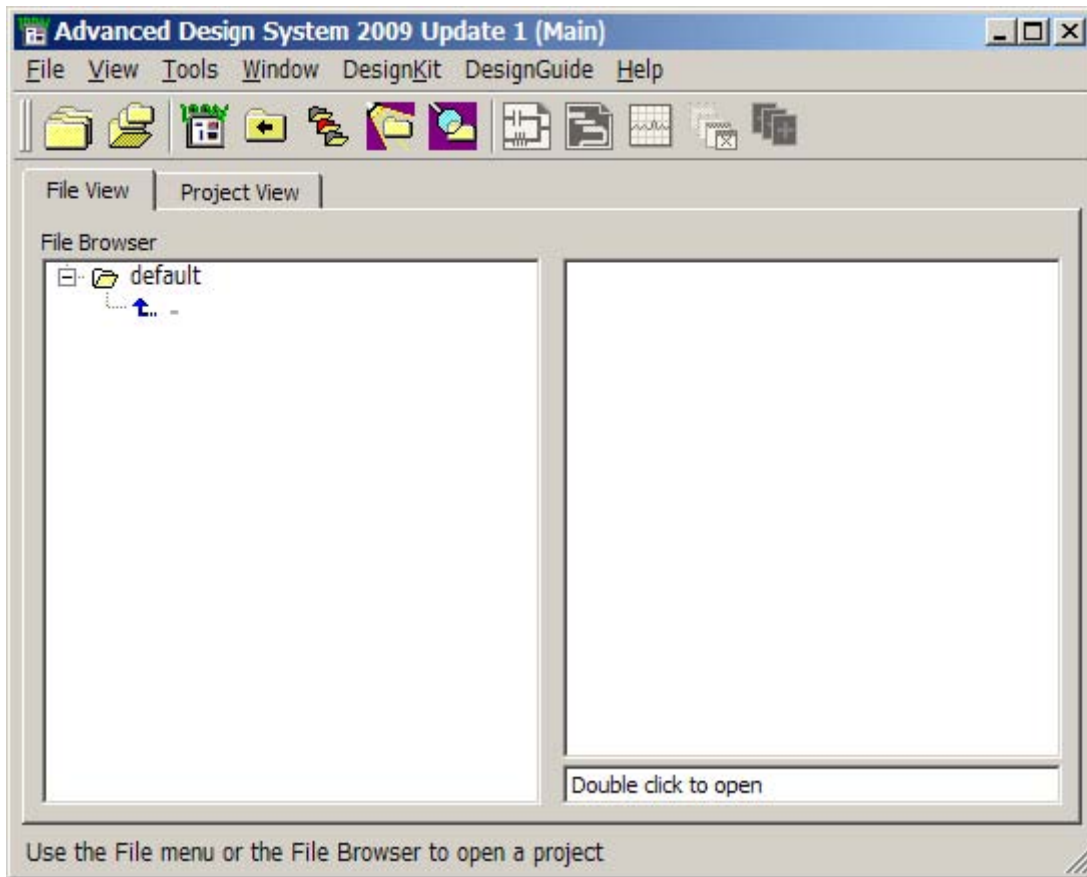 Advanced Design System 2009 Update 1 (Main)
File View Tools Window DesignKit DesignGuide Help
File View Project View
File Browser
default
..
Double click to open
Use the File menu or the File Browser to open a project